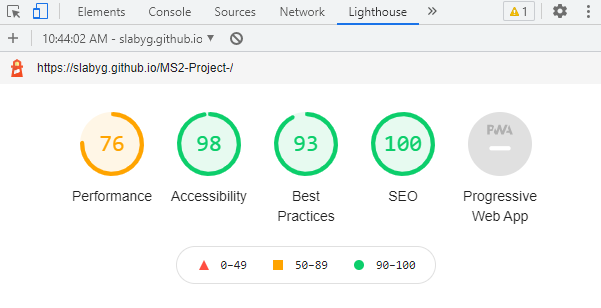 Elements Console Sources Network Lighthouse » 1
10:44:02 AM - slabyg.github.io
https://slabyg.github.io/MS2-Project-/
76 98 93 100 PWA
Performance Accessibility Best Practices SEO Progressive Web App
0–49 50–89 90–100